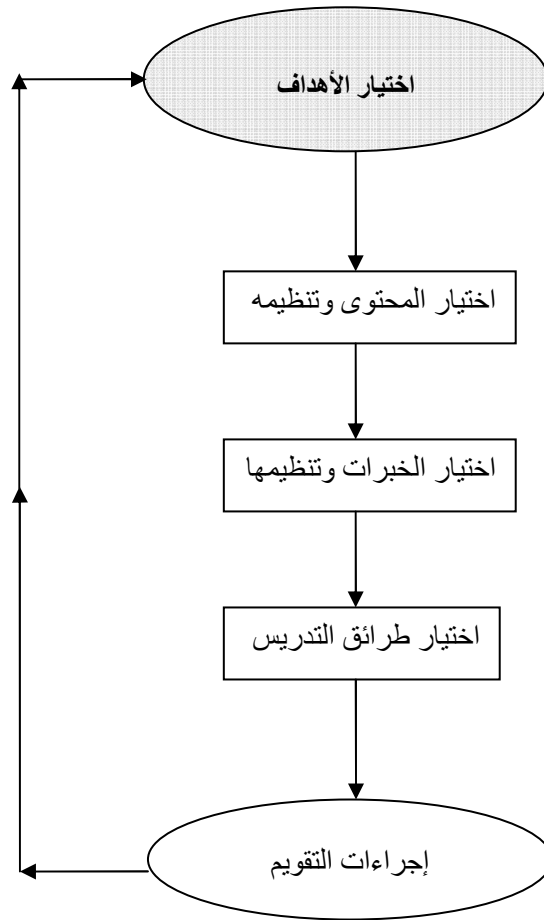 اختيار الأهداف
اختيار المحتوى وتنظيمه
اختيار الخبرات وتنظيمها
اختيار طرائق التدريس
إجراءات التقويم